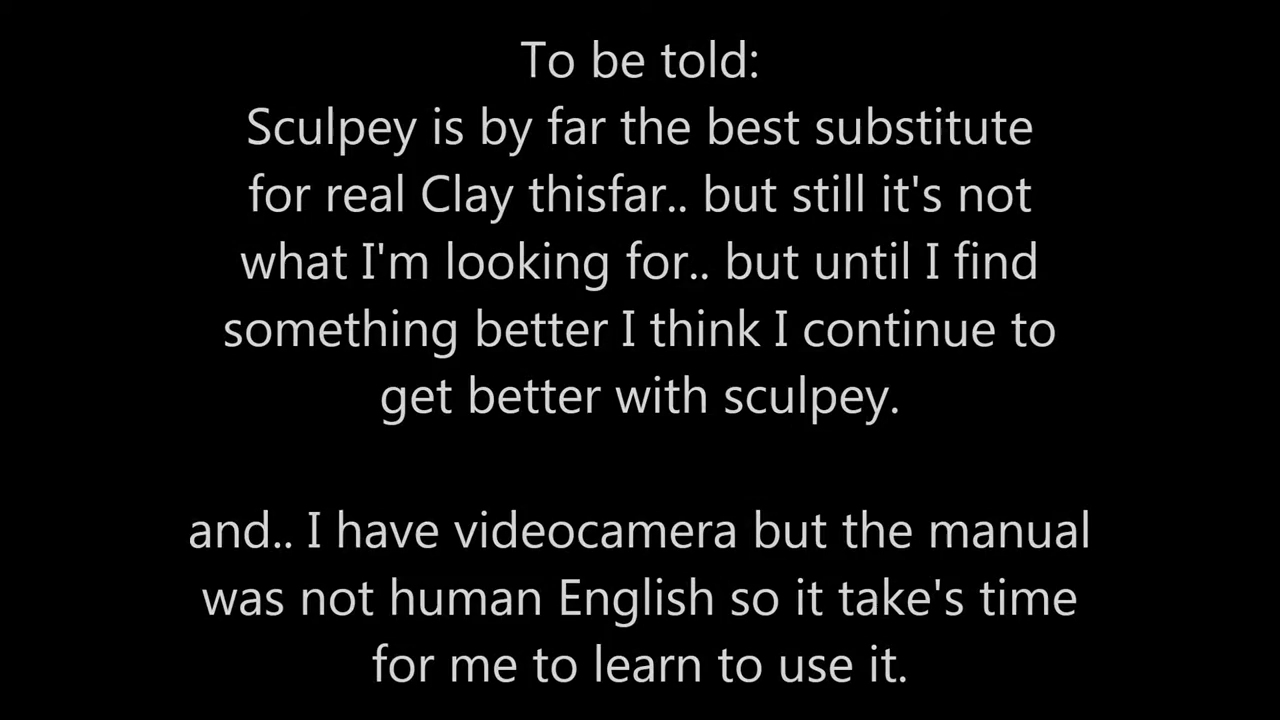 To be told:
Sculpey is by far the best substitute
for real Clay thisfar.. but still it's not
what I'm looking for.. but until I find
something better I think I continue to
get better with sculpey.
and.. I have videocamera but the manual
was not human English so it take's time
for me to learn to use it.